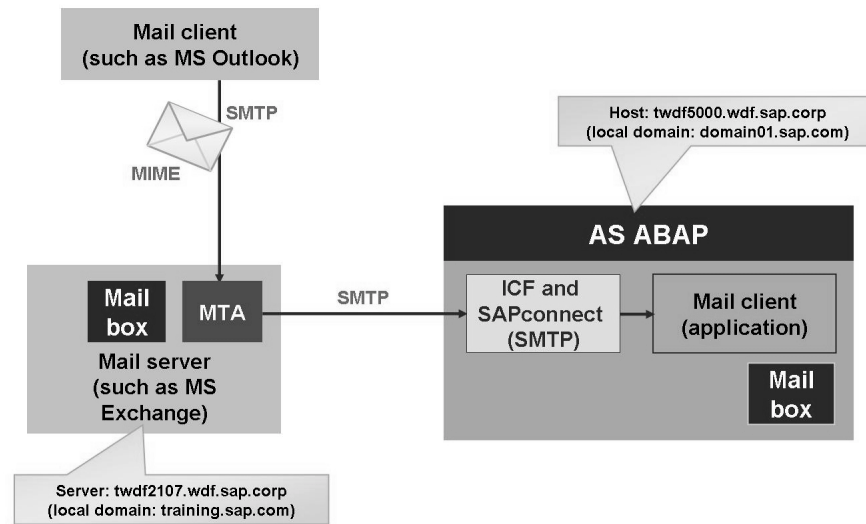 Mail client
(such as MS Outlook)
SMTP
MIME
Host: twdf5000.wdf.sap.corp
(local domain: domain01.sap.com)
AS ABAP
Mail
box
MTA
SMTP
ICF and
SAPconnect
(SMTP)
Mail client
(application)
Mail server
(such as MS
Exchange)
Mail
box
Server: twdf2107.wdf.sap.corp
(local domain: training.sap.com)